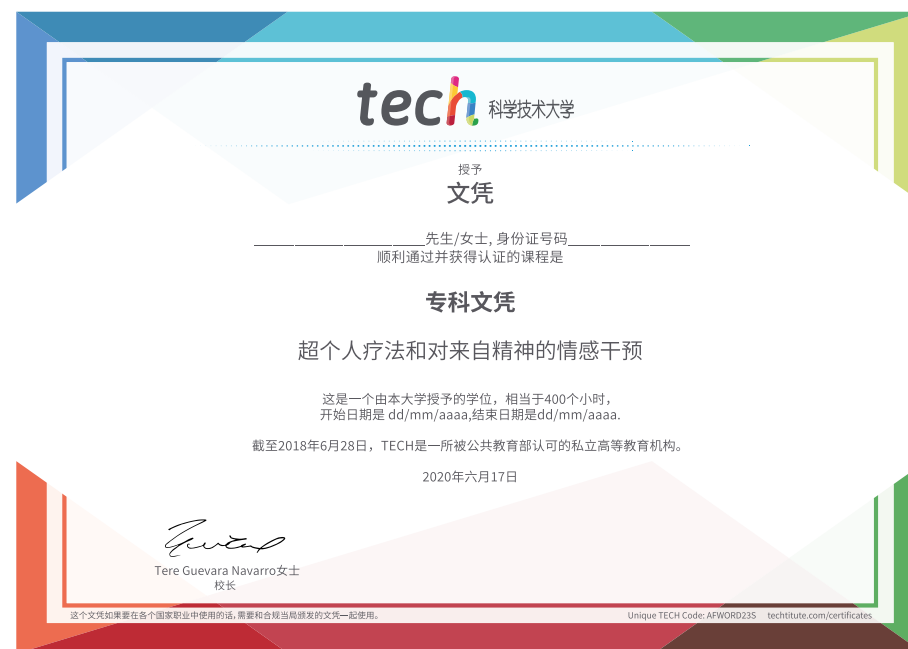 tech 科学技术大学
授予
文凭
先生/女士, 身份证号码
顺利通过并获得认证的课程是
专科文凭
超个人疗法和对来自精神的情感干预
这是一个由本大学授予的学位，相当于400个小时，
开始日期是 dd/mm/aaaa,结束日期是dd/mm/aaaa.
截至2018年6月28日，TECH是一所被公共教育部认可的私立高等教育机构。
2020年六月17日
Tere Guevara Navarro女士
校长
这个文凭如果要在各个国家职业中使用的话,需要和合规当局颁发的文凭一起使用。
Unique TECH Code: AFWORD23S techtitute.com/certificates